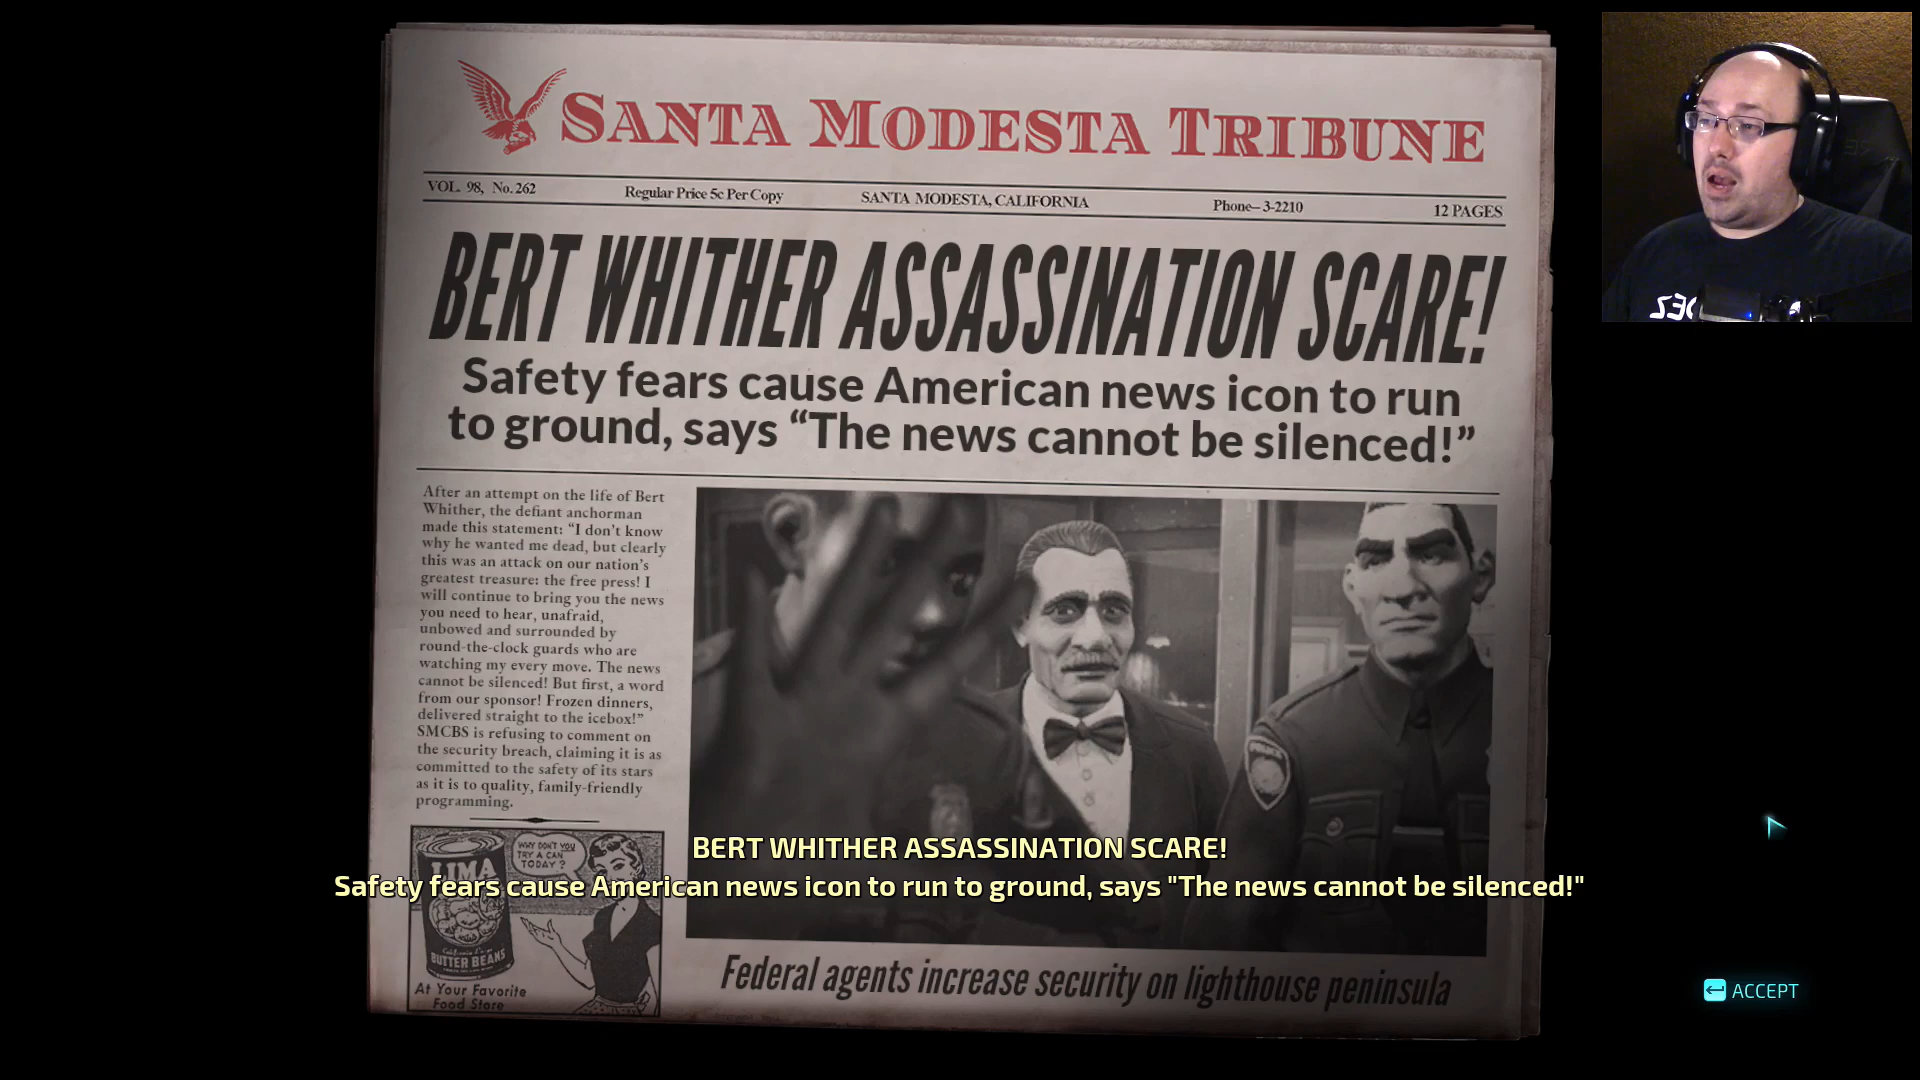 SANTA MODESTA TRIBUNE
VOL. 98, No. 262 Regular Price 5c Per Copy SANTA MODESTA, CALIFORNIA Phone– 3-2210 12 PAGES
BERT WHITHER ASSASSINATION SCARE!
Safety fears cause American news icon to run
to ground, says “The news cannot be silenced!”
After an attempt on the life of Bert
Whither, the defiant anchorman
made this statement: “I don’t know
why he wanted me dead, but clearly
this was an attack on our nation’s
greatest treasure: the free press! I
will continue to bring you the news
you need to hear, unafraid,
unbowed and surrounded by
round-the-clock guards who are
watching my every move. The news
cannot be silenced! But first, a word
from our sponsor! Frozen dinners,
delivered straight to the icebox!”
SMCBS is refusing to comment on
the security breach, claiming it is as
committed to the safety of its stars
as it is to quality, family-friendly
programming.
LIMA
BUTTER BEANS
WHY DON'T YOU
TRY A CAN
TODAY?
At Your Favorite
Food Store
POLICE
BERT WHITHER ASSASSINATION SCARE!
Safety fears cause American news icon to run to ground, says "The news cannot be silenced!"
Federal agents increase security on lighthouse peninsula
ACCEPT